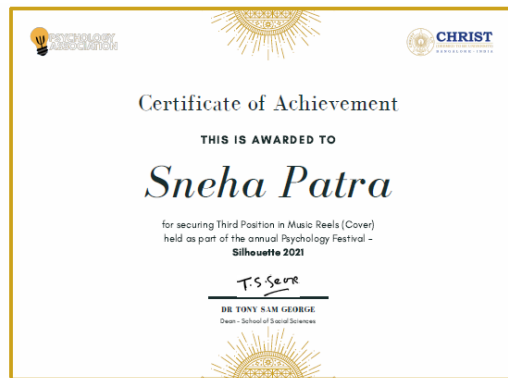 PSYCHOLOGY
ASSOCIATION
CHRIST
BANGALORE · INDIA
Certificate of Achievement
THIS IS AWARDED TO
Sneha Patra
for securing Third Position in Music Reels (Cover)
held as part of the annual Psychology Festival –
Silhouette 2021
DR TONY SAM GEORGE
Dean - School of Social Sciences